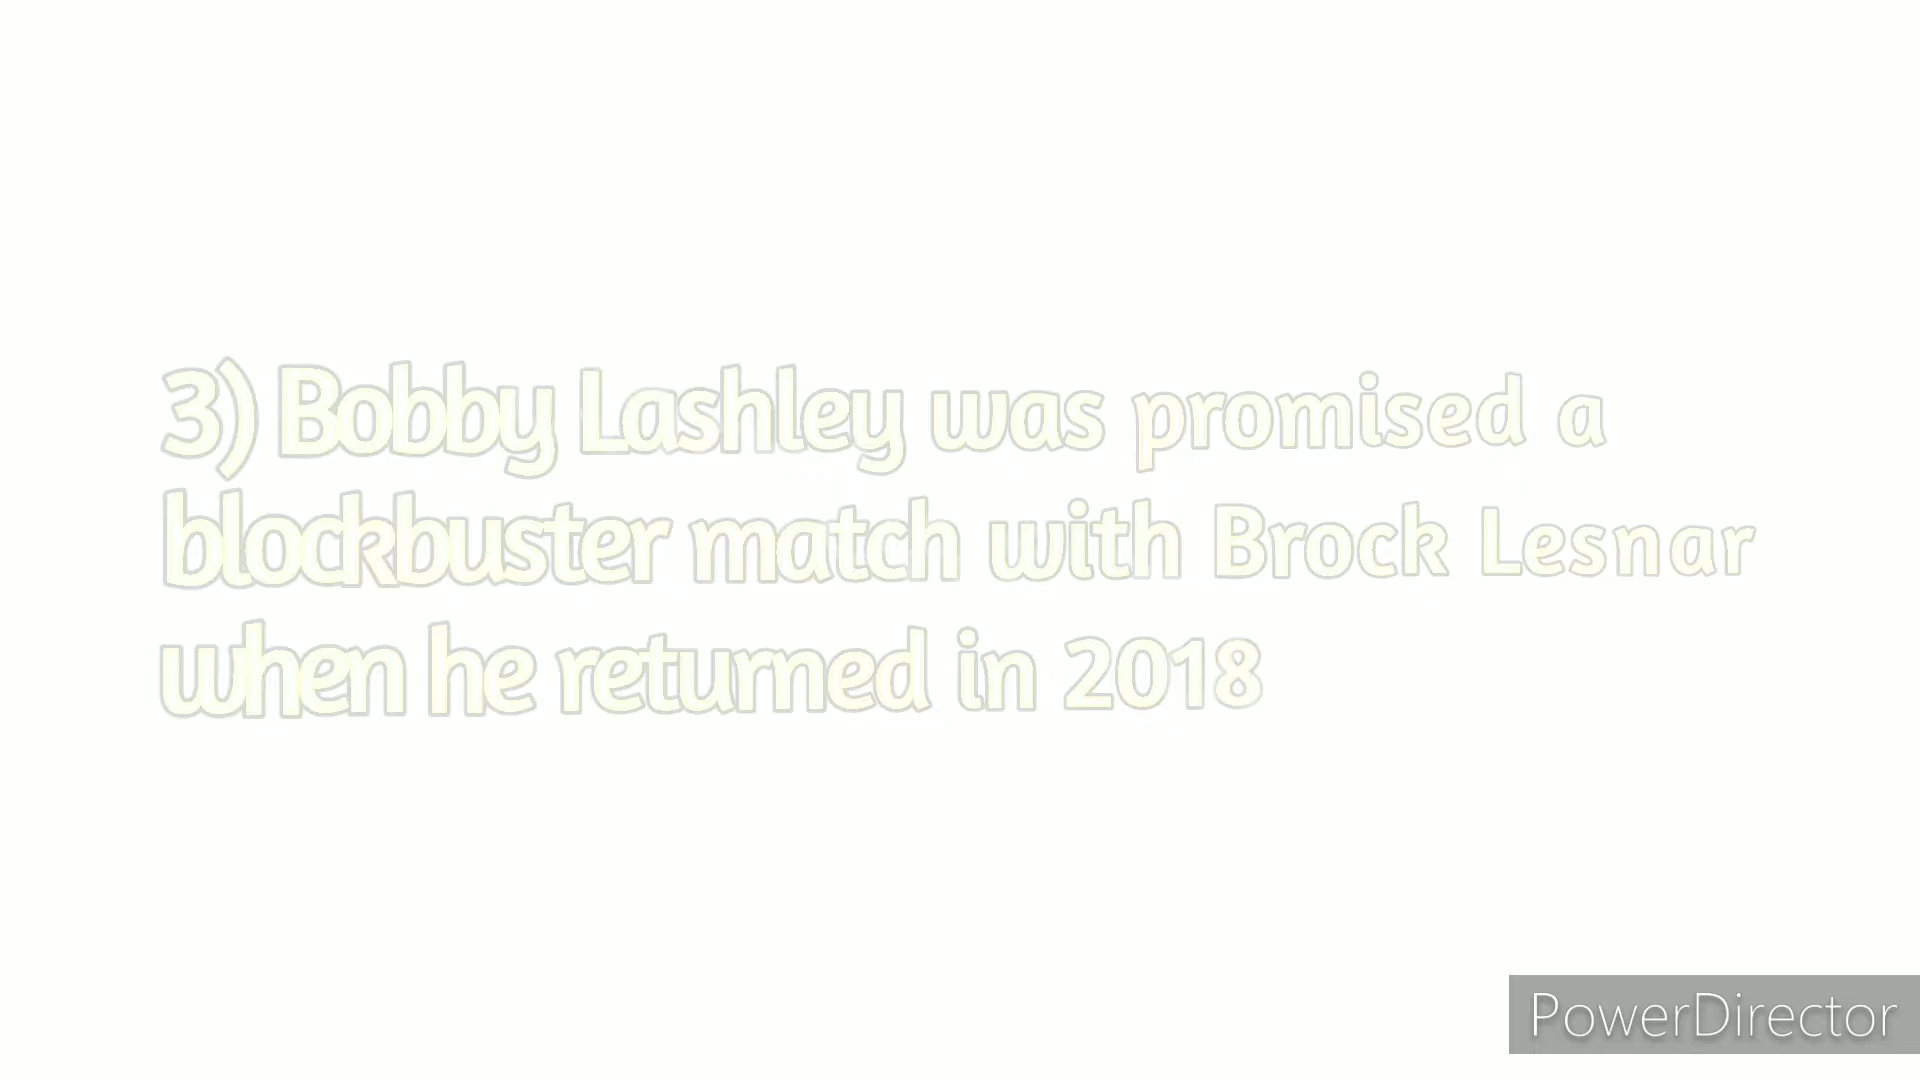 3) Bobby Lashley was promised a
blockbuster match with Brock Lesnar
when he returned in 2018
PowerDirector